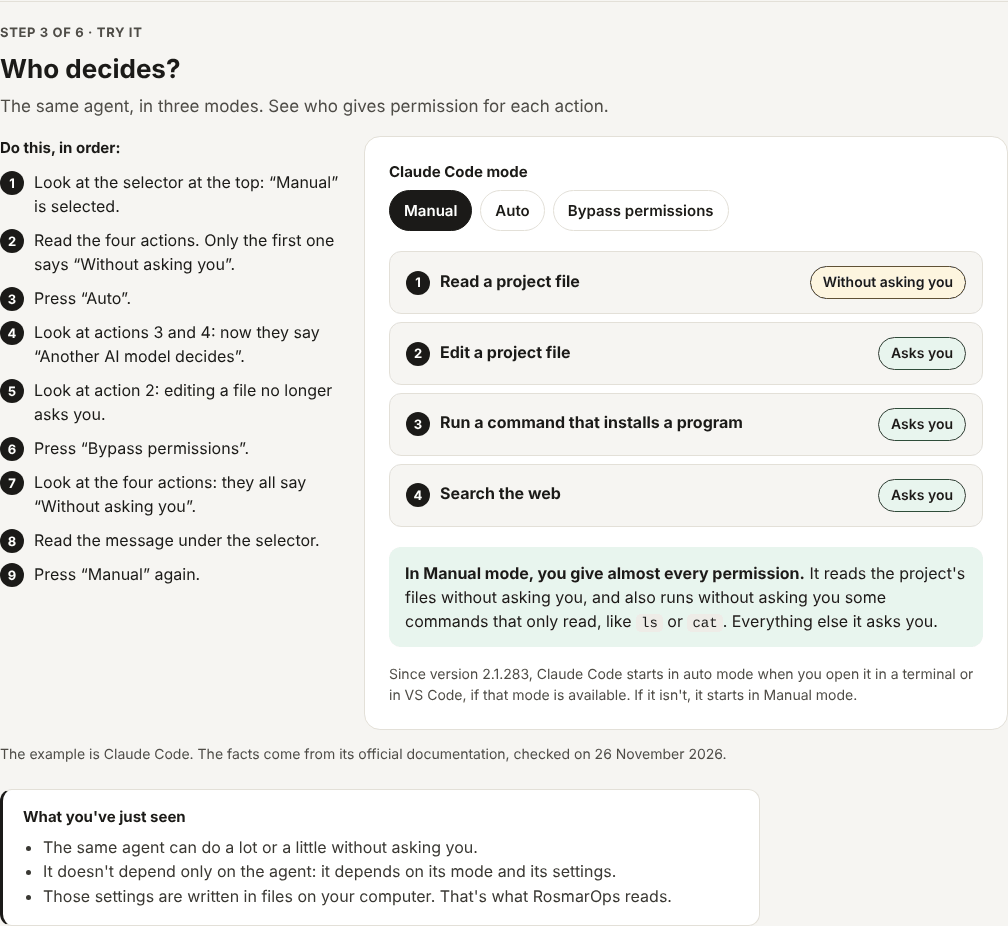 STEP 3 OF 6 · TRY IT
Who decides?
The same agent, in three modes. See who gives permission for each action.
Do this, in order:
1 Look at the selector at the top: “Manual”
is selected.
2 Read the four actions. Only the first one
says “Without asking you”.
3 Press “Auto”.
4 Look at actions 3 and 4: now they say
“Another AI model decides”.
5 Look at action 2: editing a file no longer
asks you.
6 Press “Bypass permissions”.
7 Look at the four actions: they all say
“Without asking you”.
8 Read the message under the selector.
9 Press “Manual” again.
Claude Code mode
Manual Auto Bypass permissions
1 Read a project file Without asking you
2 Edit a project file Asks you
3 Run a command that installs a program Asks you
4 Search the web Asks you
In Manual mode, you give almost every permission. It reads the project's
files without asking you, and also runs without asking you some
commands that only read, like ls or cat. Everything else it asks you.
Since version 2.1.283, Claude Code starts in auto mode when you open it in a terminal or
in VS Code, if that mode is available. If it isn't, it starts in Manual mode.
The example is Claude Code. The facts come from its official documentation, checked on 26 November 2026.
What you've just seen
• The same agent can do a lot or a little without asking you.
• It doesn't depend only on the agent: it depends on its mode and its settings.
• Those settings are written in files on your computer. That's what RosmarOps reads.